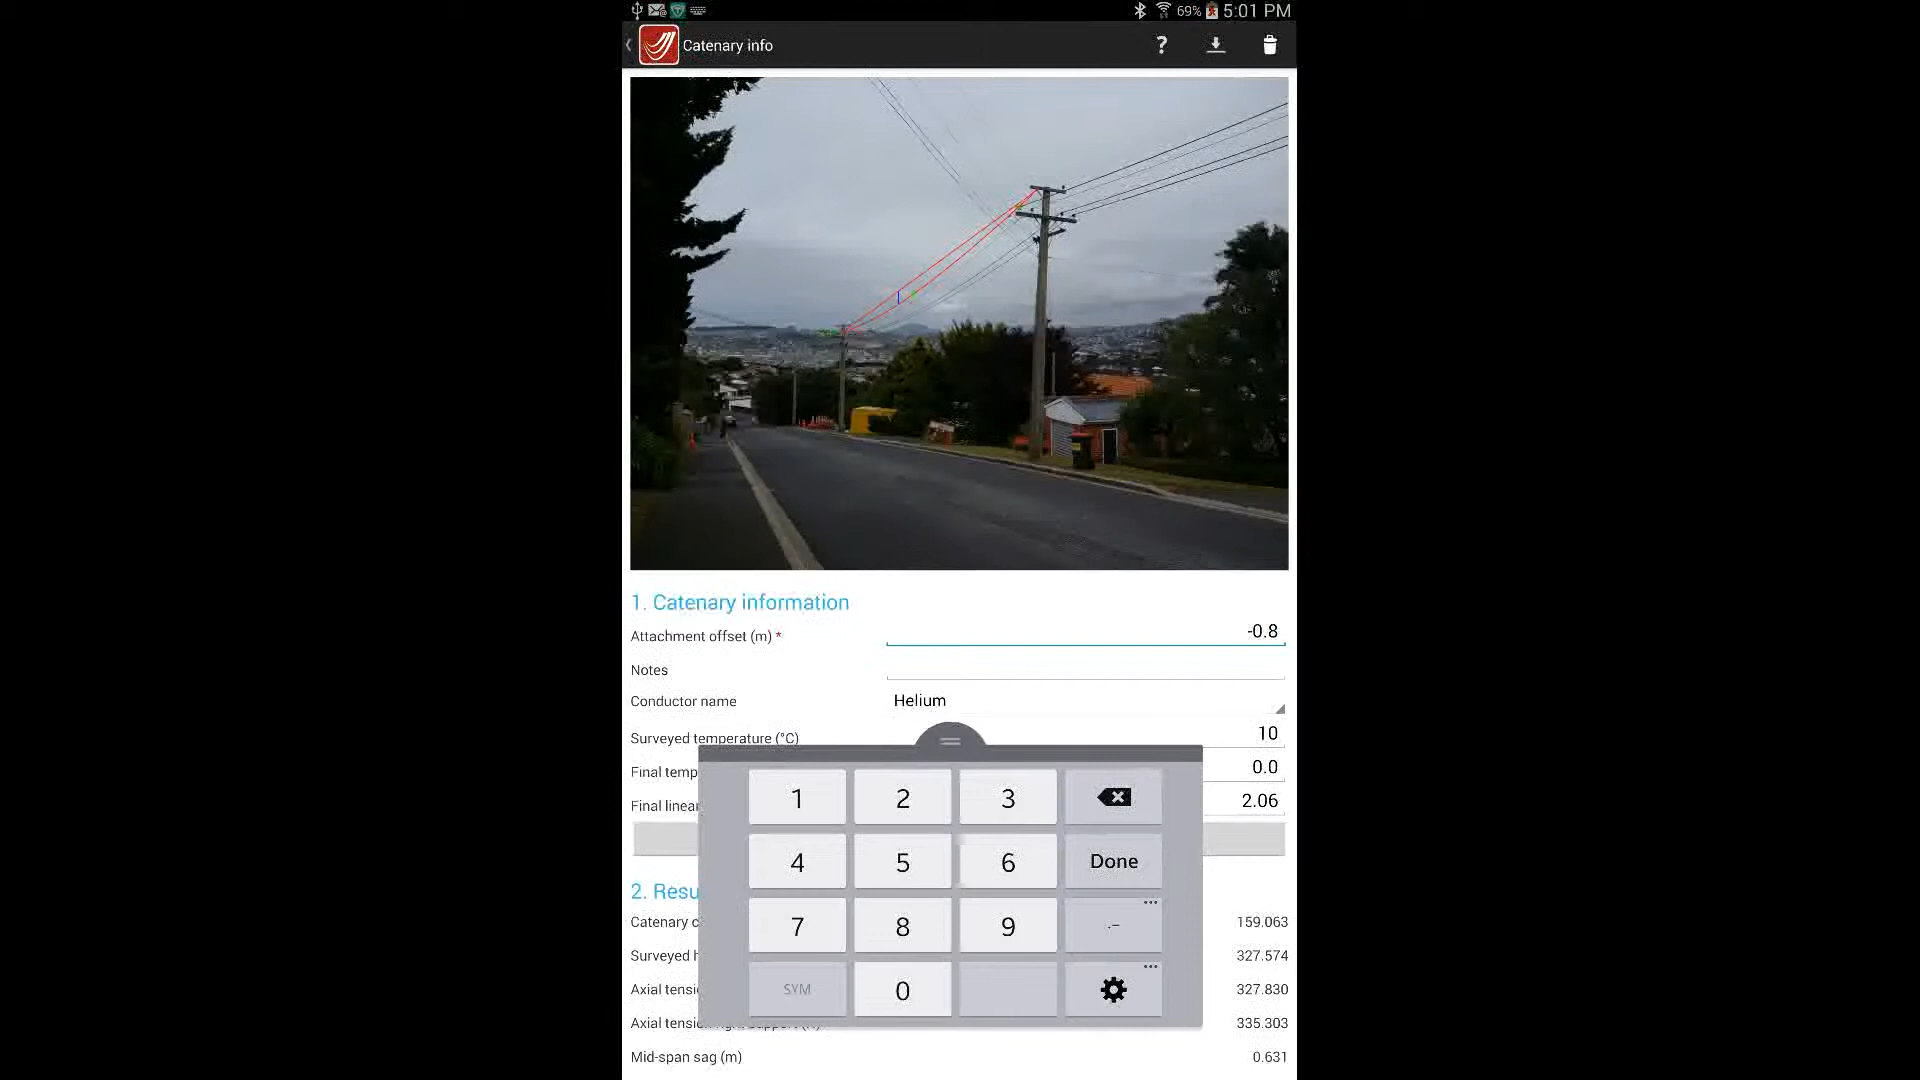 69% 5:01 PM
Catenary info ?
1. Catenary information
Attachment offset (m) * -0.8
Notes
Conductor name Helium
Surveyed temperature (°C) 10
Final temp 0.0
Final linear 2.06
1 2 3
4 5 6 Done
7 8 9 .–
SYM 0
2. Resu
Catenary c 159.063
Surveyed h 327.574
Axial tensi 327.830
Axial tension right support (N) 335.303
Mid-span sag (m) 0.631